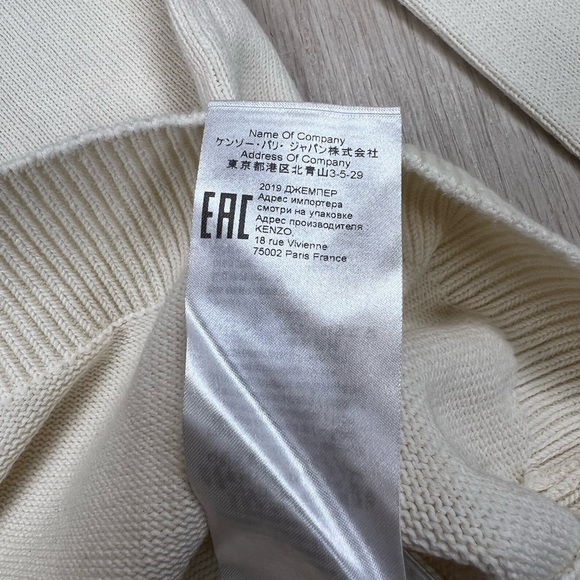 Name Of Company
ケンゾー・パリ・ジャパン株式会社
Address Of Company
東京都港区北青山3-5-29
EAC
2019 ДЖЕМПЕР
Адрес импортера
смотри на упаковке
Адрес производителя
KENZO,
18 rue Vivienne
75002 Paris France